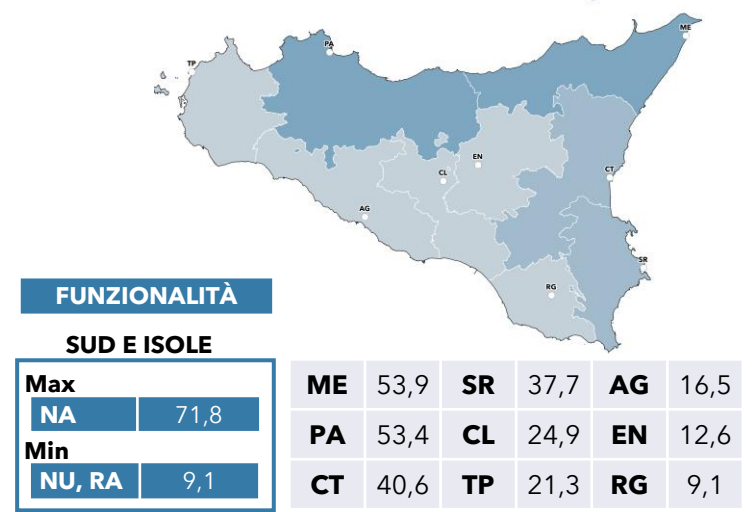 ME
PA
TP
EN
CL
CT
AG
SR
RG
FUNZIONALITÀ
SUD E ISOLE
Max
NA 71,8
Min
NU, RA 9,1
ME 53,9 SR 37,7 AG 16,5
PA 53,4 CL 24,9 EN 12,6
CT 40,6 TP 21,3 RG 9,1